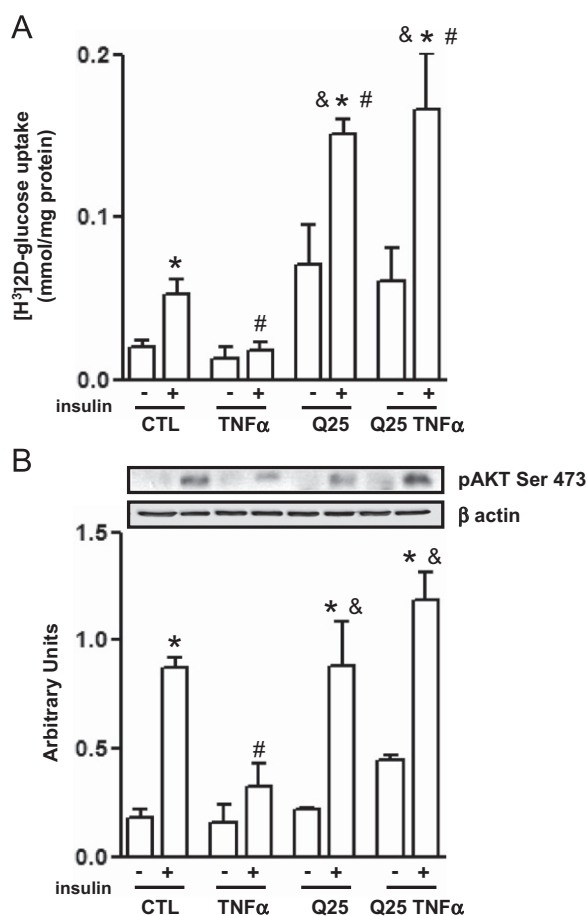 A
[H³]2D-glucose uptake
(mmol/mg protein)
0.2
0.1
0.0
*
#
& * #
& * #
insulin - + - + - + - +
CTL TNFα Q25 Q25 TNFα
B
pAKT Ser 473
β actin
Arbitrary Units
1.5
1.0
0.5
0.0
*
#
* &
* &
insulin - + - + - + - +
CTL TNFα Q25 Q25 TNFα